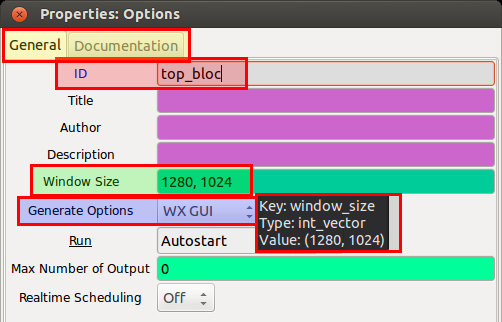 Properties: Options
General Documentation
ID top_bloc
Title
Author
Description
Window Size 1280, 1024
Generate Options WX GUI
Key: window_size
Type: int_vector
Value: (1280, 1024)
Run Autostart
Max Number of Output 0
Realtime Scheduling Off